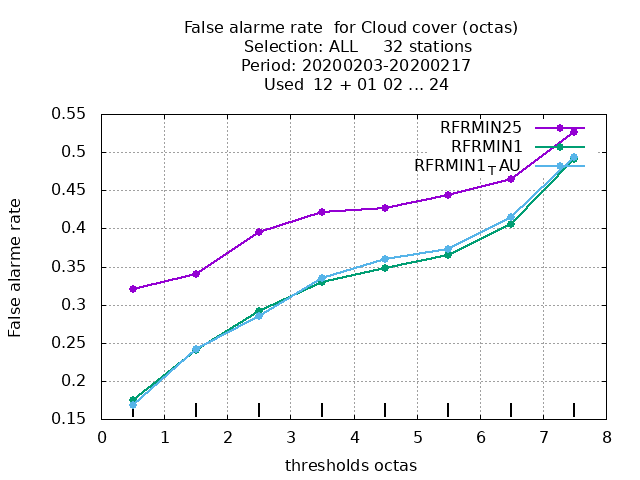 False alarme rate  for Cloud cover (octas)
Selection: ALL     32 stations
Period: 20200203-20200217
Used  12 + 01 02 ... 24
RFRMIN25
RFRMIN1
RFRMIN1_TAU
0.55
0.5
0.45
0.4
0.35
0.3
0.25
0.2
0.15
False alarme rate
0 1 2 3 4 5 6 7 8
thresholds octas